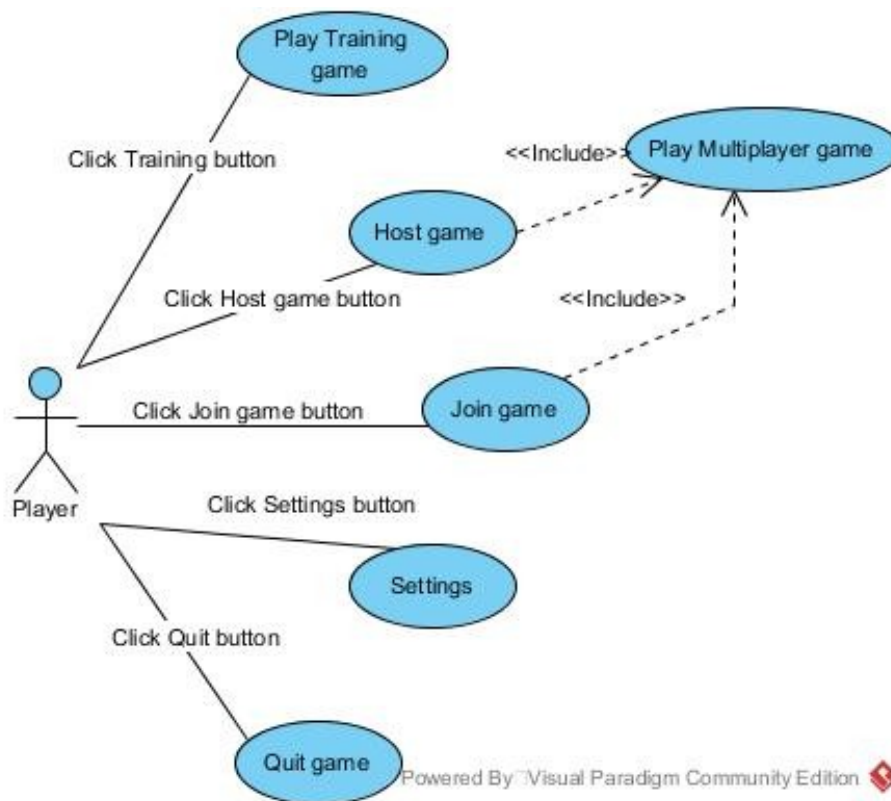 Play Training
game
Click Training button
<<Include>>
Play Multiplayer game
Host game
Click Host game button
<<Include>>
Click Join game button
Join game
Player
Click Settings button
Settings
Click Quit button
Quit game
Powered By Visual Paradigm Community Edition